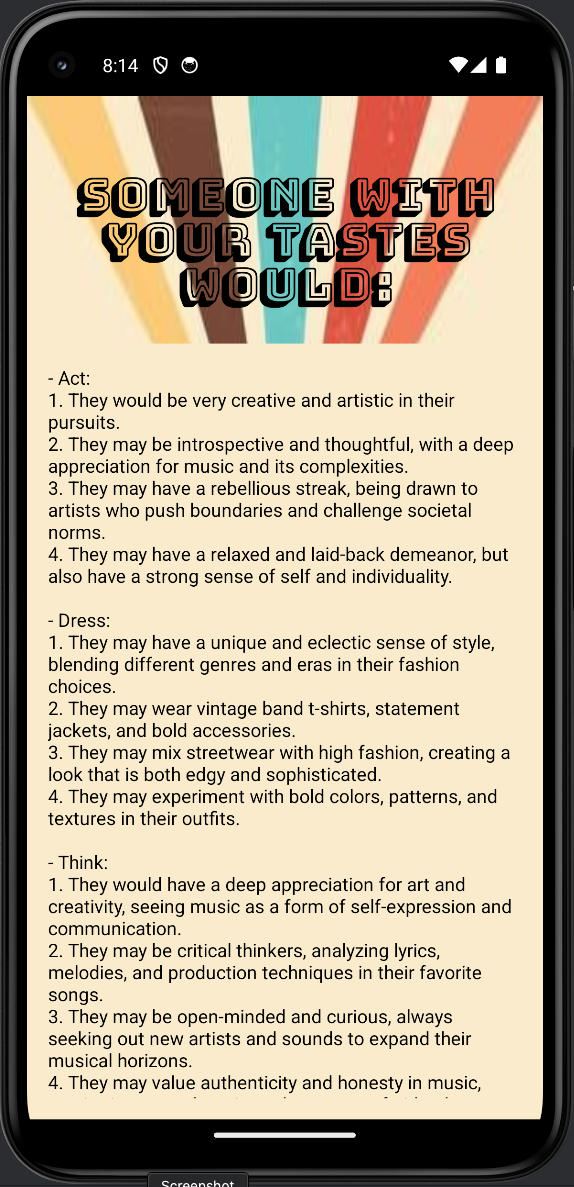 8:14
SOMEONE WITH
YOUR TASTES
WOULD:
- Act:
1. They would be very creative and artistic in their
pursuits.
2. They may be introspective and thoughtful, with a deep
appreciation for music and its complexities.
3. They may have a rebellious streak, being drawn to
artists who push boundaries and challenge societal
norms.
4. They may have a relaxed and laid-back demeanor, but
also have a strong sense of self and individuality.
- Dress:
1. They may have a unique and eclectic sense of style,
blending different genres and eras in their fashion
choices.
2. They may wear vintage band t-shirts, statement
jackets, and bold accessories.
3. They may mix streetwear with high fashion, creating a
look that is both edgy and sophisticated.
4. They may experiment with bold colors, patterns, and
textures in their outfits.
- Think:
1. They would have a deep appreciation for art and
creativity, seeing music as a form of self-expression and
communication.
2. They may be critical thinkers, analyzing lyrics,
melodies, and production techniques in their favorite
songs.
3. They may be open-minded and curious, always
seeking out new artists and sounds to expand their
musical horizons.
4. They may value authenticity and honesty in music,
Screenshot